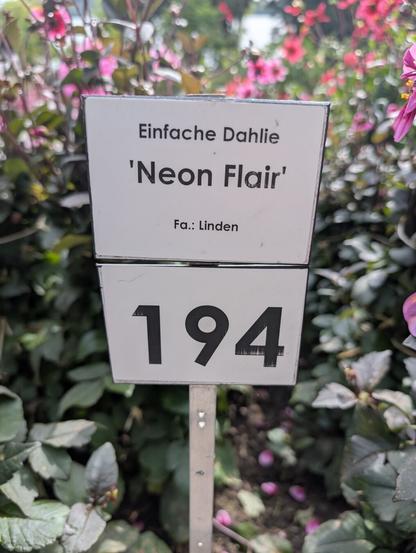 Einfache Dahlie
'Neon Flair'
Fa.: Linden
194